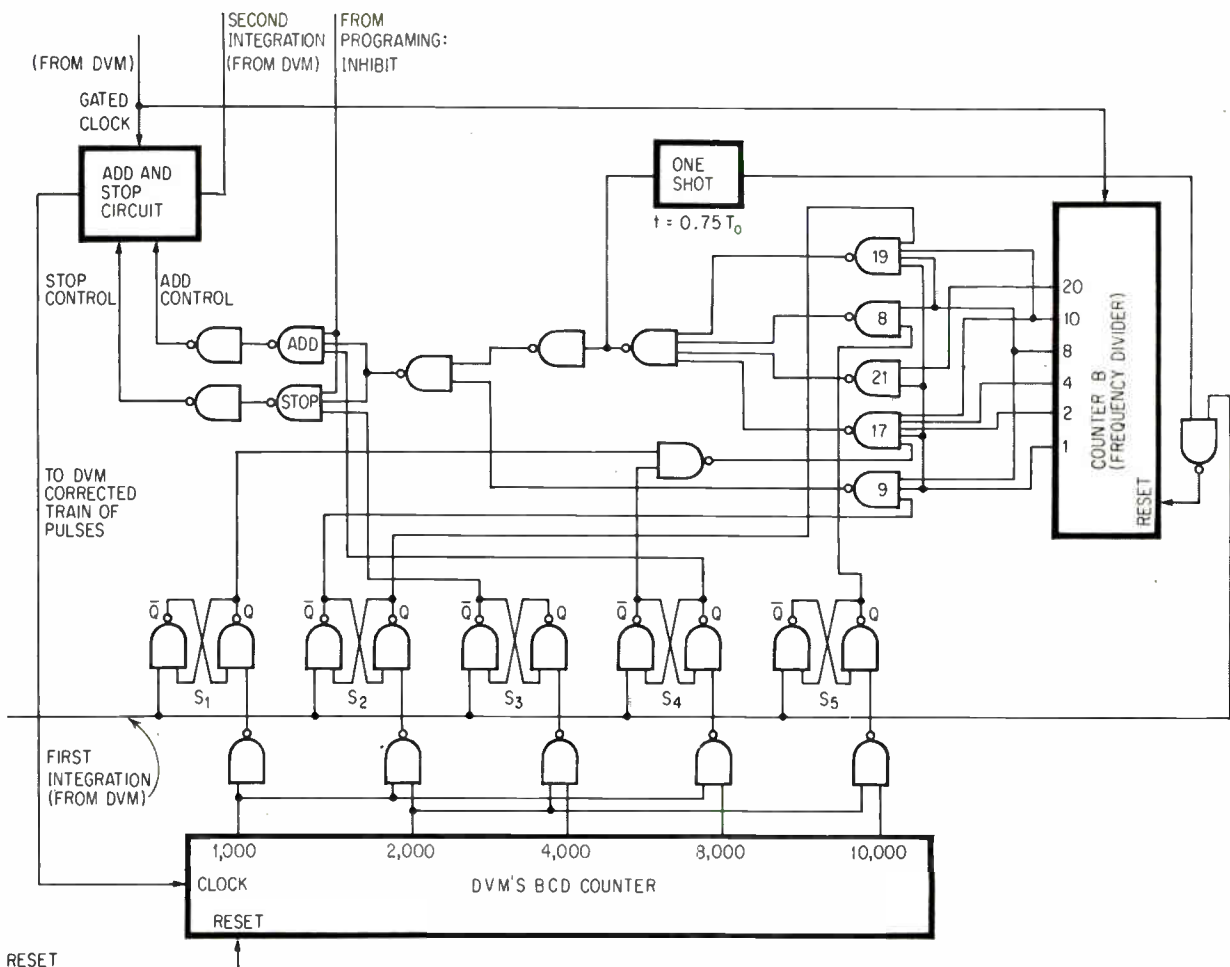 (FROM DVM)
SECOND
INTEGRATION
(FROM DVM)
FROM
PROGRAMING:
INHIBIT
GATED
CLOCK
ADD AND
STOP
CIRCUIT
ONE
SHOT
t = 0.75 T₀
STOP
CONTROL
ADD
CONTROL
ADD
STOP
19
8
21
17
9
20
10
8
4
2
1
COUNTER B
(FREQUENCY DIVIDER)
RESET
TO DVM
CORRECTED
TRAIN OF
PULSES
Q̅ Q
Q̅ Q
Q̅ Q
Q̅ Q
Q̅ Q
S₁
S₂
S₃
S₄
S₅
FIRST
INTEGRATION
(FROM DVM)
1,000 2,000 4,000 8,000 10,000
CLOCK
DVM'S BCD COUNTER
RESET
RESET